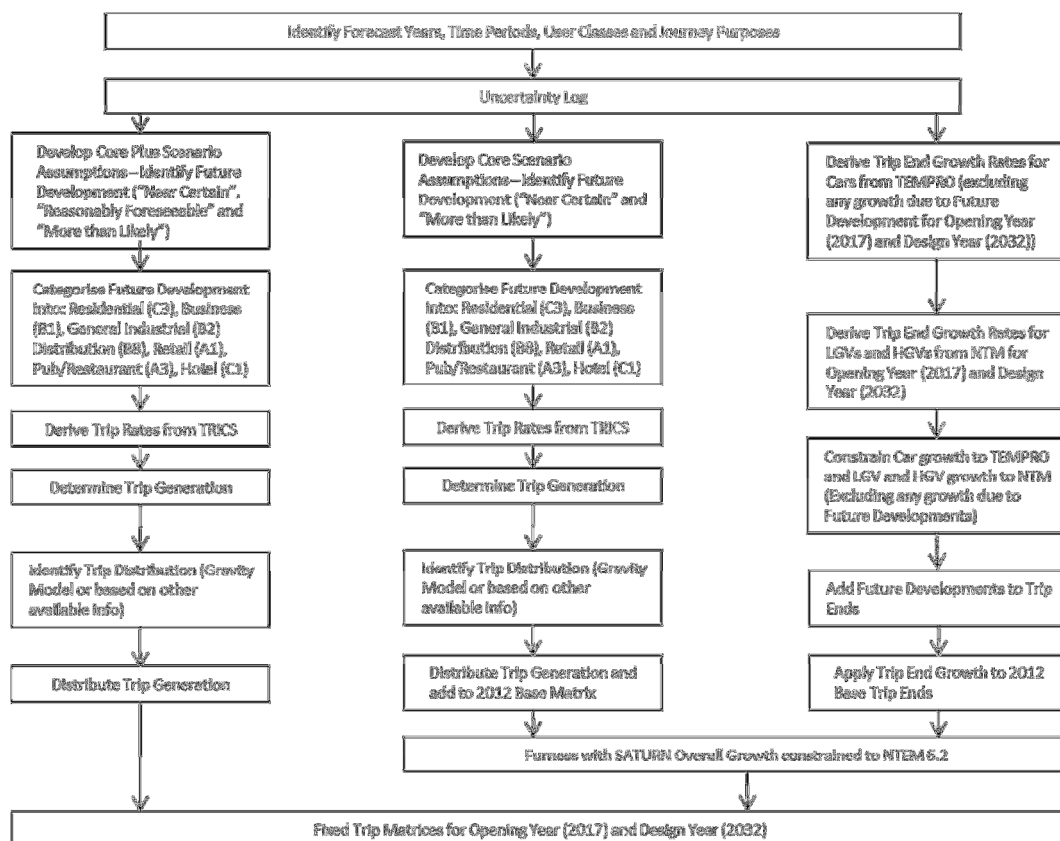 Identify Forecast Years, Time Periods, User Classes and Journey Purposes
Uncertainty Log
Develop Core Plus Scenario
Assumptions–Identify Future
Development ("Near Certain",
"Reasonably Foreseeable" and
"More than Likely")
Categorise Future Development
into: Residential (C3), Business
(B1), General Industrial (B2)
Distribution (B8), Retail (A1),
Pub/Restaurant (A3), Hotel (C1)
Derive Trip Rates from TRICS
Determine Trip Generation
Identify Trip Distribution (Gravity
Model or based on other
available info)
Distribute Trip Generation
Develop Core Scenario
Assumptions–Identify Future
Development ("Near Certain" and
"More than Likely")
Categorise Future Development
into: Residential (C3), Business
(B1), General Industrial (B2)
Distribution (B8), Retail (A1),
Pub/Restaurant (A3), Hotel (C1)
Derive Trip Rates from TRICS
Determine Trip Generation
Identify Trip Distribution (Gravity
Model or based on other
available info)
Distribute Trip Generation and
add to 2012 Base Matrix
Derive Trip End Growth Rates for
Cars from TEMPRO (excluding
any growth due to Future
Development for Opening Year
(2017) and Design Year (2032))
Derive Trip End Growth Rates for
LGVs and HGVs from NTM for
Opening Year (2017) and Design
Year (2032)
Constrain Car growth to TEMPRO
and LGV and HGV growth to NTM
(Excluding any growth due to
Future Developments)
Add Future Developments to Trip
Ends
Apply Trip End Growth to 2012
Base Trip Ends
Furness with SATURN Overall Growth constrained to NTEM 6.2
Fixed Trip Matrices for Opening Year (2017) and Design Year (2032)